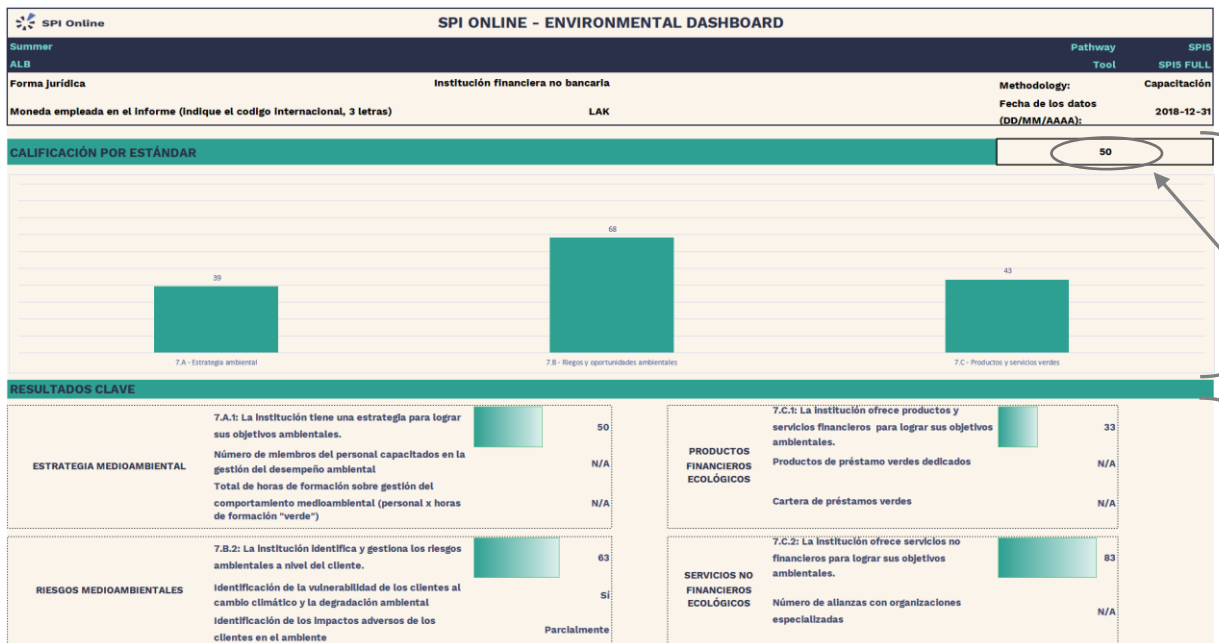 SPI Online
SPI ONLINE - ENVIRONMENTAL DASHBOARD
Summer
Pathway
SPI5
ALB
Tool
SPI5 FULL
Forma jurídica
Institución financiera no bancaria
Methodology:
Capacitación
Moneda empleada en el informe (indique el codigo internacional, 3 letras)
LAK
Fecha de los datos
(DD/MM/AAAA):
2018-12-31
CALIFICACIÓN POR ESTÁNDAR
50
39
68
43
7.A - Estrategia ambiental
7.B - Riegos y oportunidades ambientales
7.C - Productos y servicios verdes
RESULTADOS CLAVE
ESTRATEGIA MEDIOAMBIENTAL
7.A.1: La institución tiene una estrategia para lograr
sus objetivos ambientales.
50
Número de miembros del personal capacitados en la
gestión del desempeño ambiental
N/A
Total de horas de formación sobre gestión del
comportamiento medioambiental (personal x horas
de formación "verde")
N/A
PRODUCTOS
FINANCIEROS
ECOLÓGICOS
7.C.1: La institución ofrece productos y
servicios financieros para lograr sus objetivos
ambientales.
33
Productos de préstamo verdes dedicados
N/A
Cartera de préstamos verdes
N/A
RIESGOS MEDIOAMBIENTALES
7.B.2: La institución identifica y gestiona los riesgos
ambientales a nivel del cliente.
63
Identificación de la vulnerabilidad de los clientes al
cambio climático y la degradación ambiental
Sí
Identificación de los impactos adversos de los
clientes en el ambiente
Parcialmente
SERVICIOS NO
FINANCIEROS
ECOLÓGICOS
7.C.2: La institución ofrece servicios no
financieros para lograr sus objetivos
ambientales.
83
Número de alianzas con organizaciones
especializadas
N/A